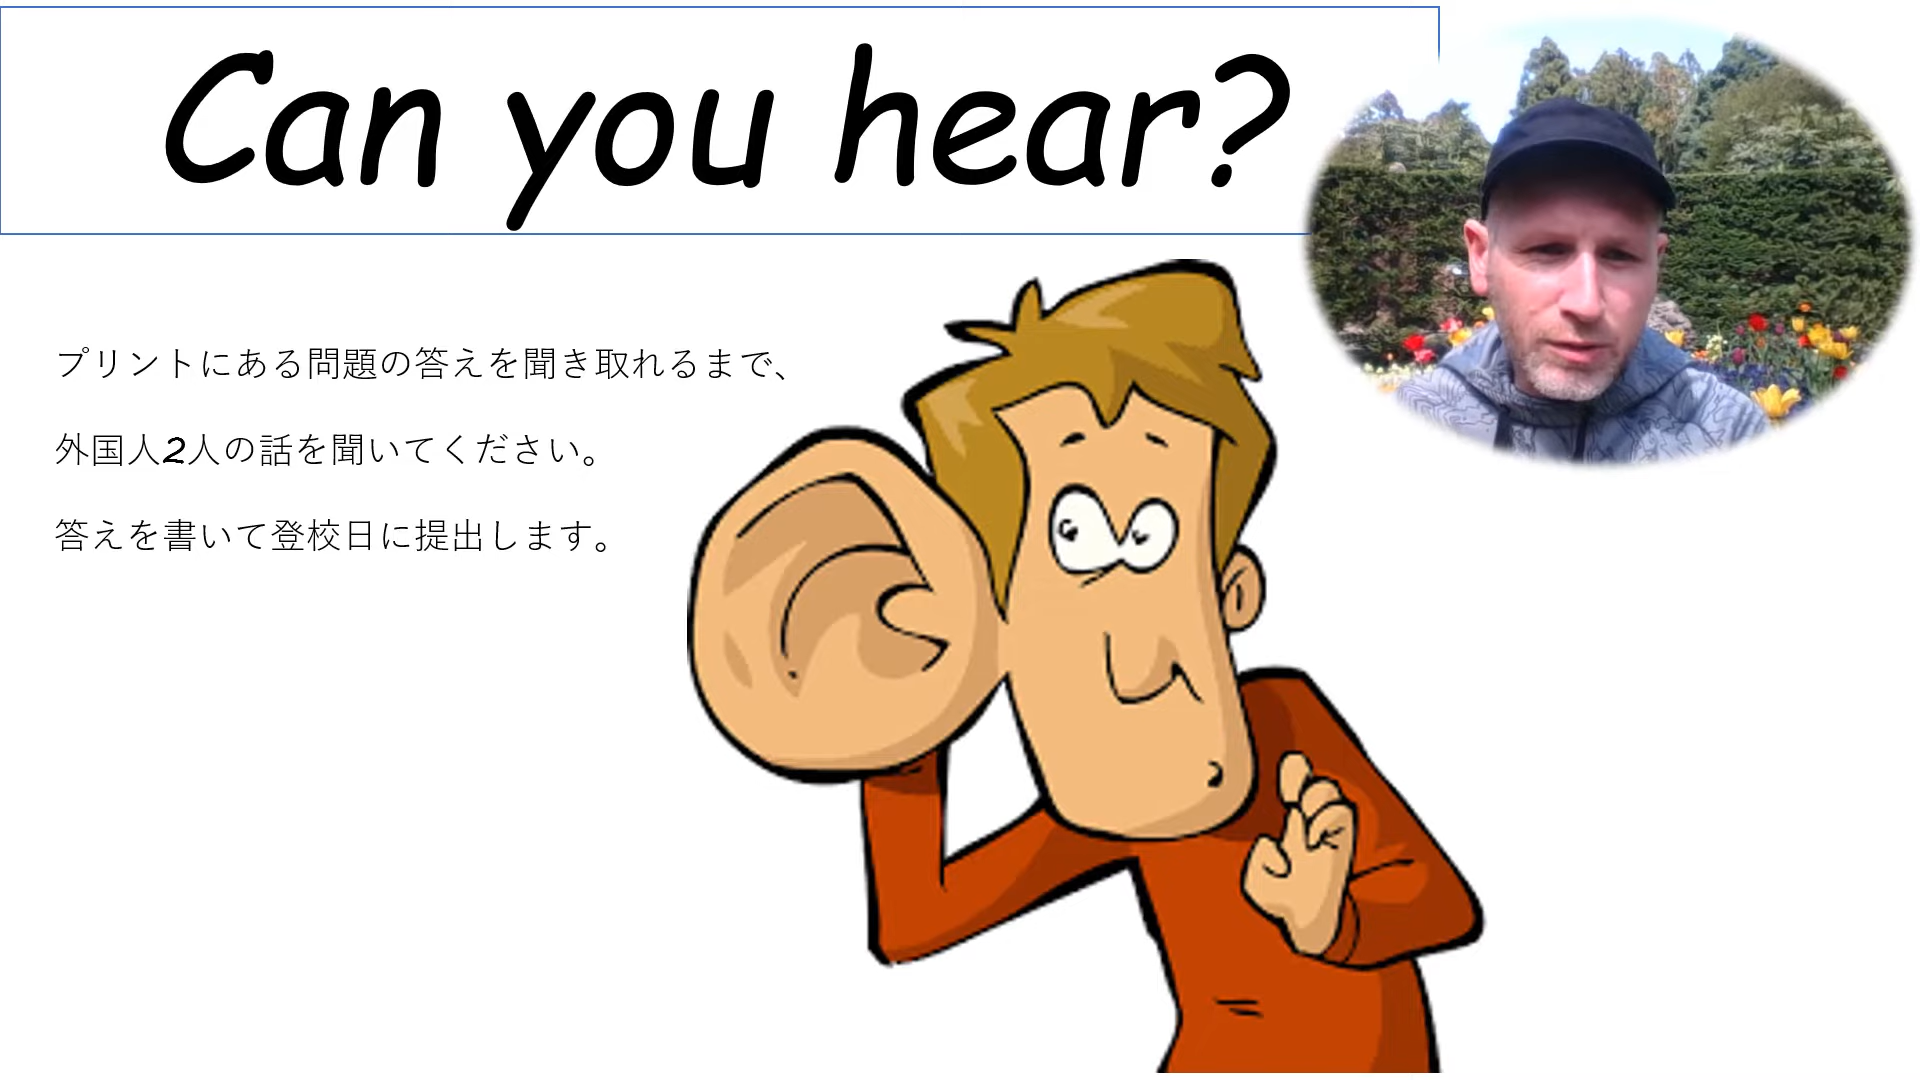 Can you hear?
プリントにある問題の答えを聞き取れるまで、
外国人2人の話を聞いてください。
答えを書いて登校日に提出します。